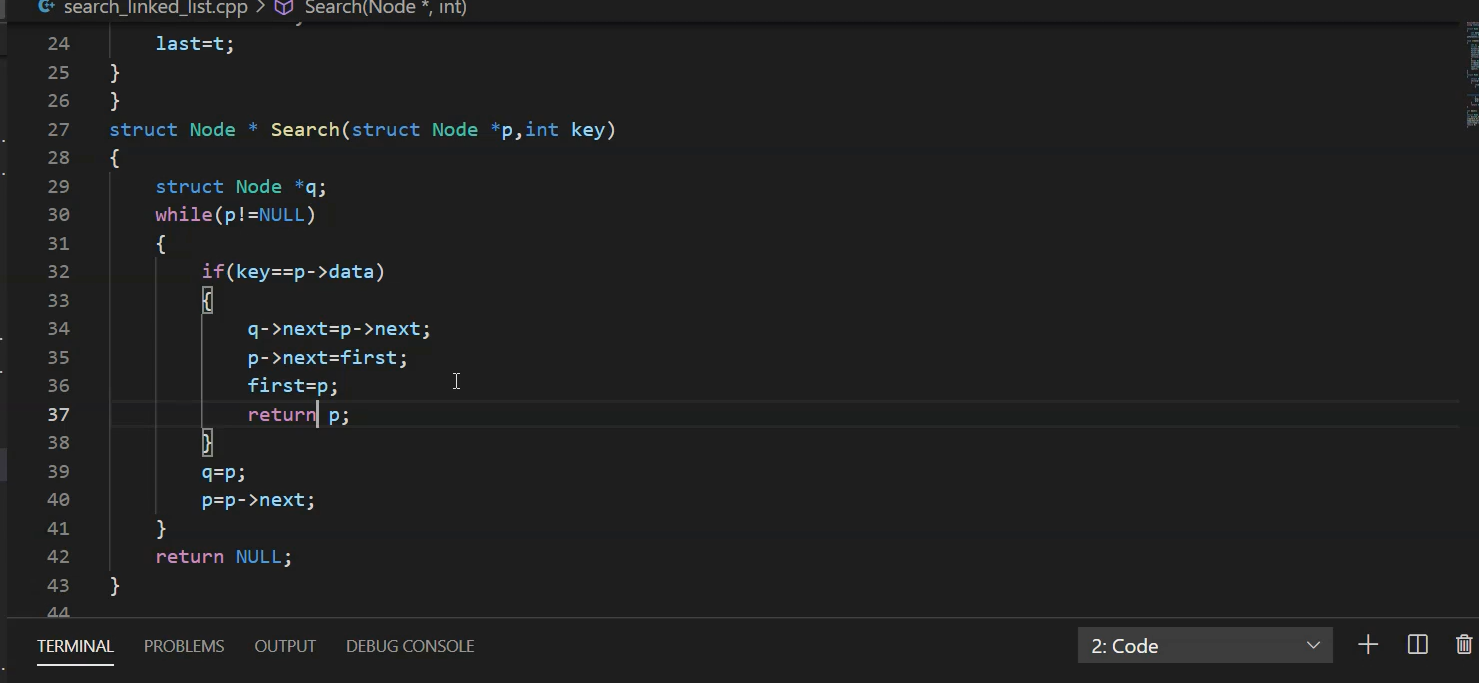 search_linked_list.cpp > Search(Node *, int)
24 last=t;
25 }
26 }
27 struct Node * Search(struct Node *p,int key)
28 {
29 struct Node *q;
30 while(p!=NULL)
31 {
32 if(key==p->data)
33 {
34 q->next=p->next;
35 p->next=first;
36 first=p;
37 return p;
38 }
39 q=p;
40 p=p->next;
41 }
42 return NULL;
43 }
44
TERMINAL PROBLEMS OUTPUT DEBUG CONSOLE 2: Code